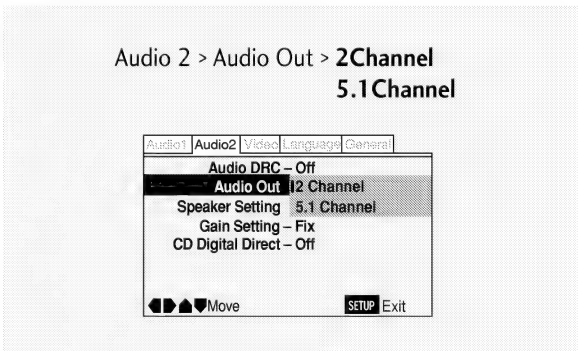 Audio 2 > Audio Out > 2Channel
5.1Channel
Audio1 Audio2 Video Language General
Audio DRC – Off
Audio Out 2 Channel
Speaker Setting 5.1 Channel
Gain Setting – Fix
CD Digital Direct – Off
Move SETUP Exit